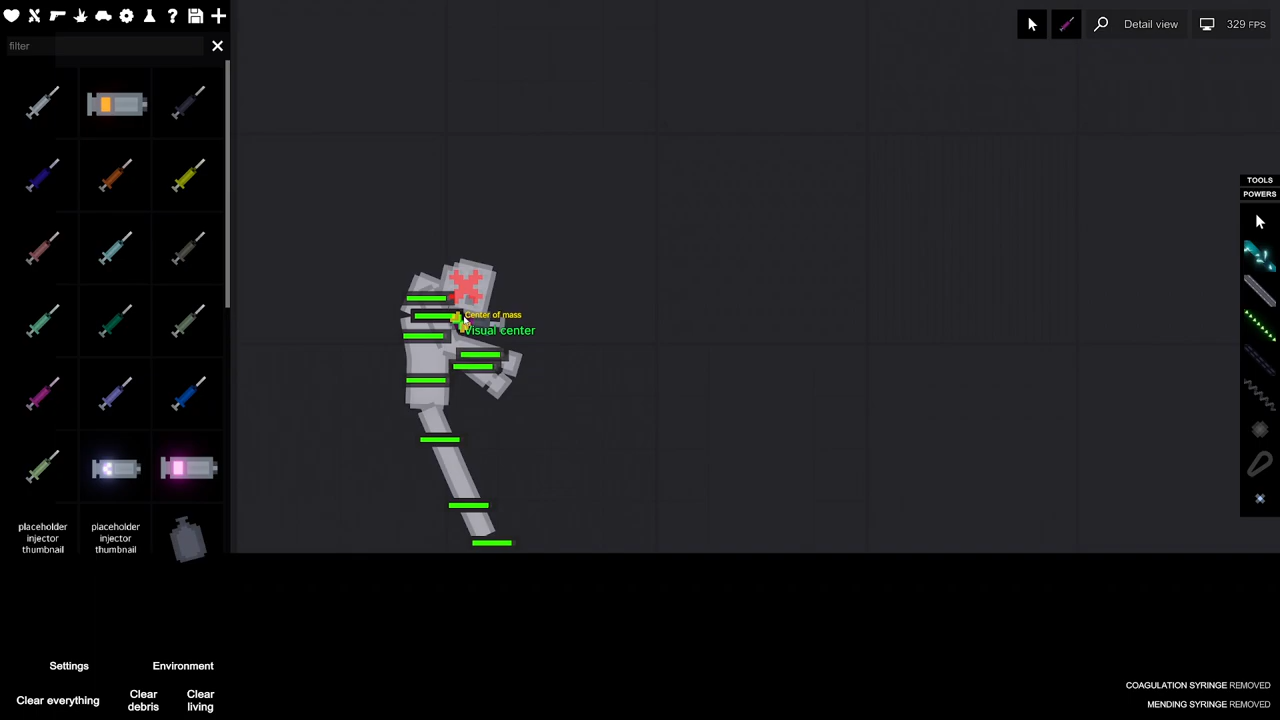 filter
Detail view
329 FPS
TOOLS
POWERS
Center of mass
Visual center
placeholder
injector
thumbnail
placeholder
injector
thumbnail
Settings
Environment
Clear everything
Clear
debris
Clear
living
COAGULATION SYRINGE REMOVED
MENDING SYRINGE REMOVED